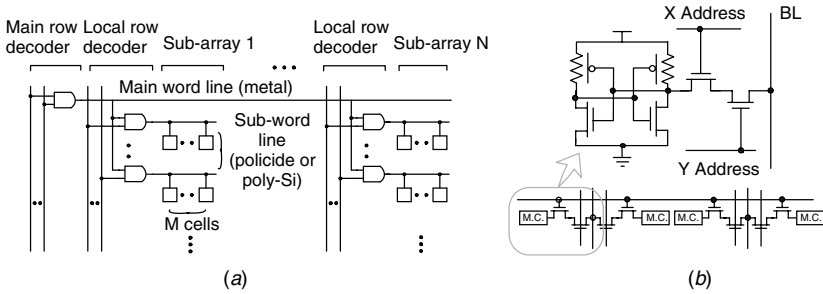 Main row decoder
Local row decoder
Sub-array 1
Local row decoder
Sub-array N
Main word line (metal)
Sub-word line (policide or poly-Si)
M cells
(a)
X Address
BL
Y Address
M.C.
M.C.
M.C.
M.C.
(b)